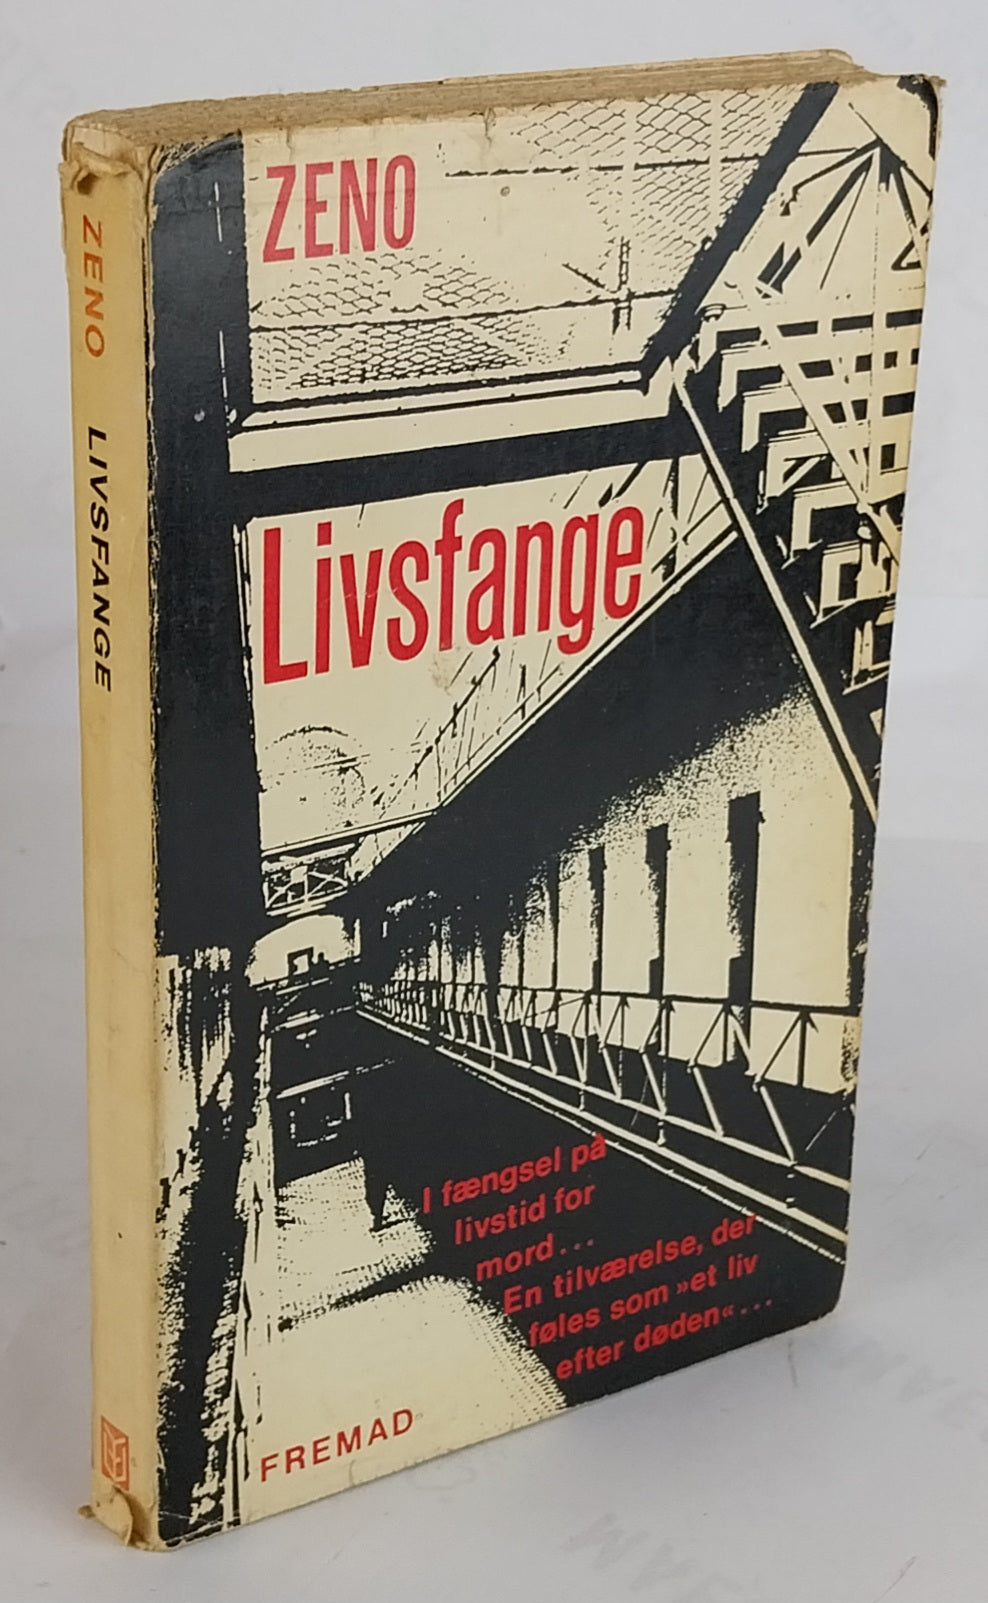 ZENO
Livsfange
I fængsel på
livstid for
mord...
En tilværelse, der
føles som »et liv
efter døden«...
FREMAD
ZENO LIVSFANGE